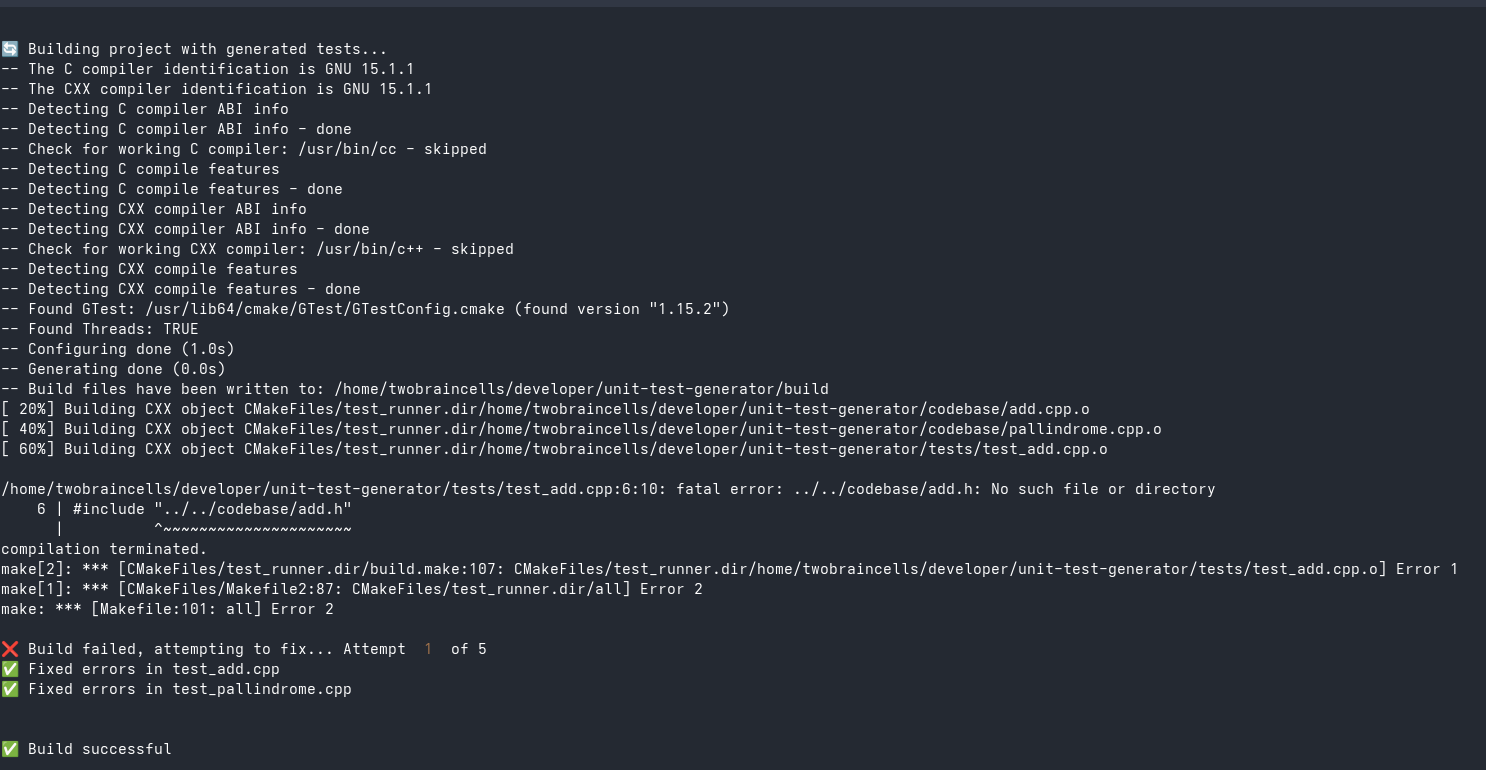 🔄 Building project with generated tests...
-- The C compiler identification is GNU 15.1.1
-- The CXX compiler identification is GNU 15.1.1
-- Detecting C compiler ABI info
-- Detecting C compiler ABI info - done
-- Check for working C compiler: /usr/bin/cc - skipped
-- Detecting C compile features
-- Detecting C compile features - done
-- Detecting CXX compiler ABI info
-- Detecting CXX compiler ABI info - done
-- Check for working CXX compiler: /usr/bin/c++ - skipped
-- Detecting CXX compile features
-- Detecting CXX compile features - done
-- Found GTest: /usr/lib64/cmake/GTest/GTestConfig.cmake (found version "1.15.2")
-- Found Threads: TRUE
-- Configuring done (1.0s)
-- Generating done (0.0s)
-- Build files have been written to: /home/twobraincells/developer/unit-test-generator/build
[ 20%] Building CXX object CMakeFiles/test_runner.dir/home/twobraincells/developer/unit-test-generator/codebase/add.cpp.o
[ 40%] Building CXX object CMakeFiles/test_runner.dir/home/twobraincells/developer/unit-test-generator/codebase/pallindrome.cpp.o
[ 60%] Building CXX object CMakeFiles/test_runner.dir/home/twobraincells/developer/unit-test-generator/tests/test_add.cpp.o
/home/twobraincells/developer/unit-test-generator/tests/test_add.cpp:6:10: fatal error: ../../codebase/add.h: No such file or directory
    6 | #include "../../codebase/add.h"
      |          ^~~~~~~~~~~~~~~~~~~~~~
compilation terminated.
make[2]: *** [CMakeFiles/test_runner.dir/build.make:107: CMakeFiles/test_runner.dir/home/twobraincells/developer/unit-test-generator/tests/test_add.cpp.o] Error 1
make[1]: *** [CMakeFiles/Makefile2:87: CMakeFiles/test_runner.dir/all] Error 2
make: *** [Makefile:101: all] Error 2
❌ Build failed, attempting to fix... Attempt  1  of 5
✅ Fixed errors in test_add.cpp
✅ Fixed errors in test_pallindrome.cpp
✅ Build successful